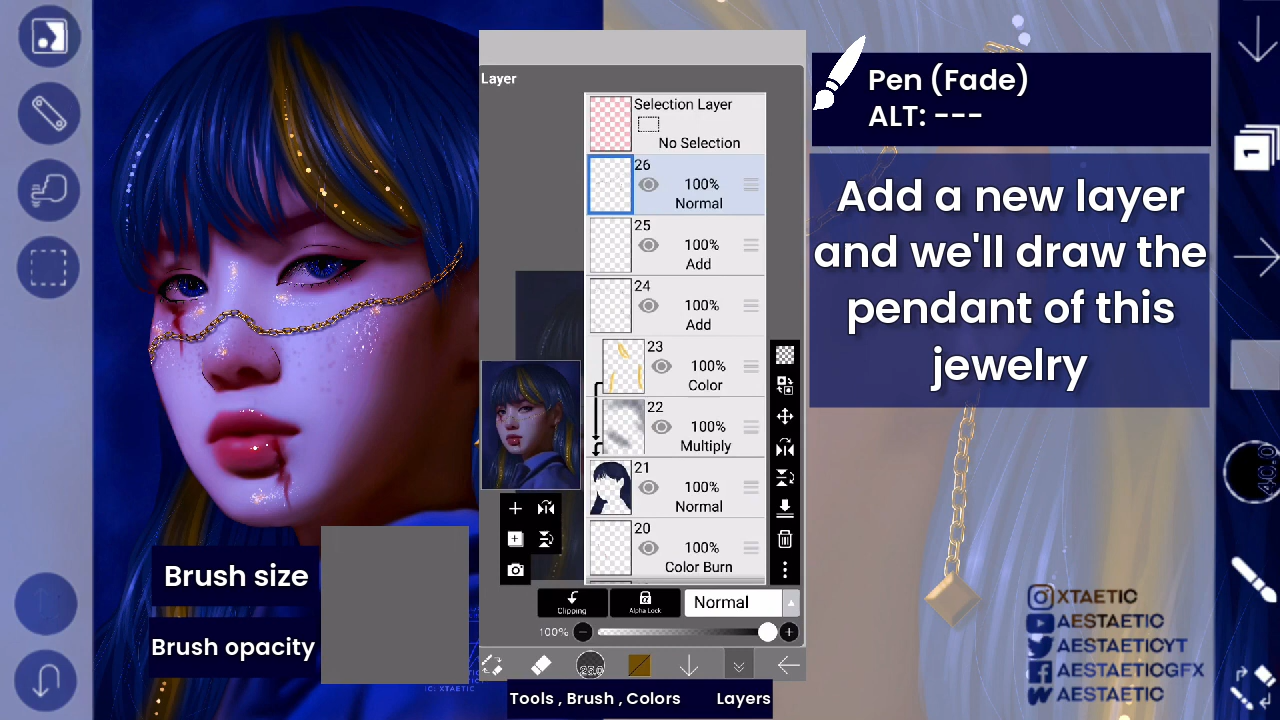 Layer
Selection Layer
No Selection
26
100%
Normal
25
100%
Add
24
100%
Add
23
100%
Color
22
100%
Multiply
21
100%
Normal
20
100%
Color Burn
Clipping
Alpha Lock
Normal
100%
Brush size
Brush opacity
Tools , Brush , Colors
Layers
Pen (Fade)
ALT: ---
Add a new layer
and we'll draw the
pendant of this
jewelry
1
XTAETIC
AESTAETIC
AESTAETICYT
AESTAETICGFX
AESTAETIC